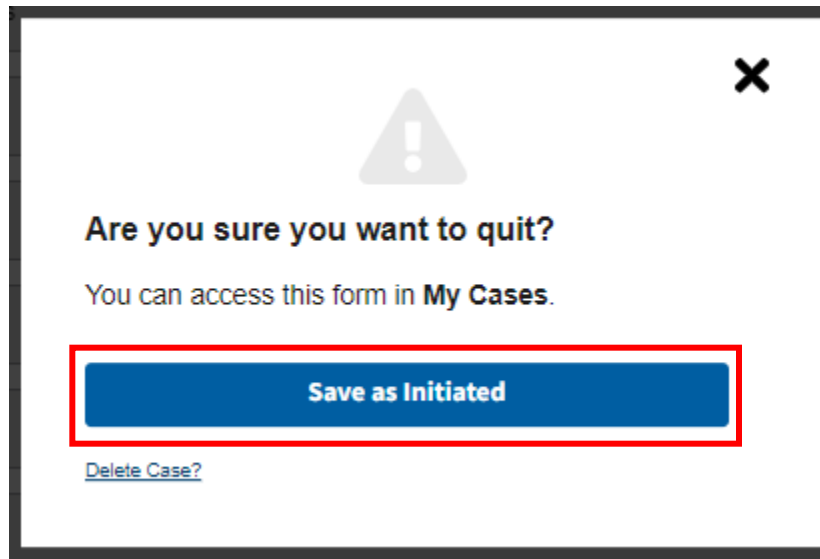 Are you sure you want to quit?
You can access this form in My Cases.
Save as Initiated
Delete Case?